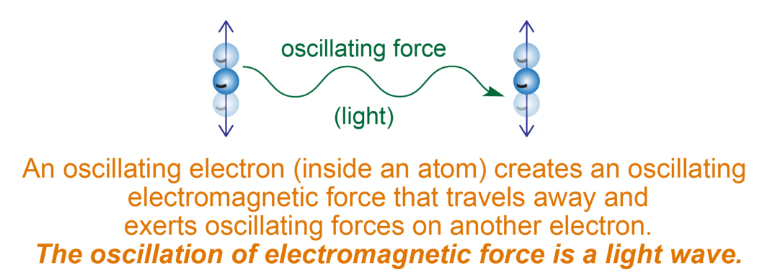 oscillating force
(light)
An oscillating electron (inside an atom) creates an oscillating
electromagnetic force that travels away and
exerts oscillating forces on another electron.
The oscillation of electromagnetic force is a light wave.